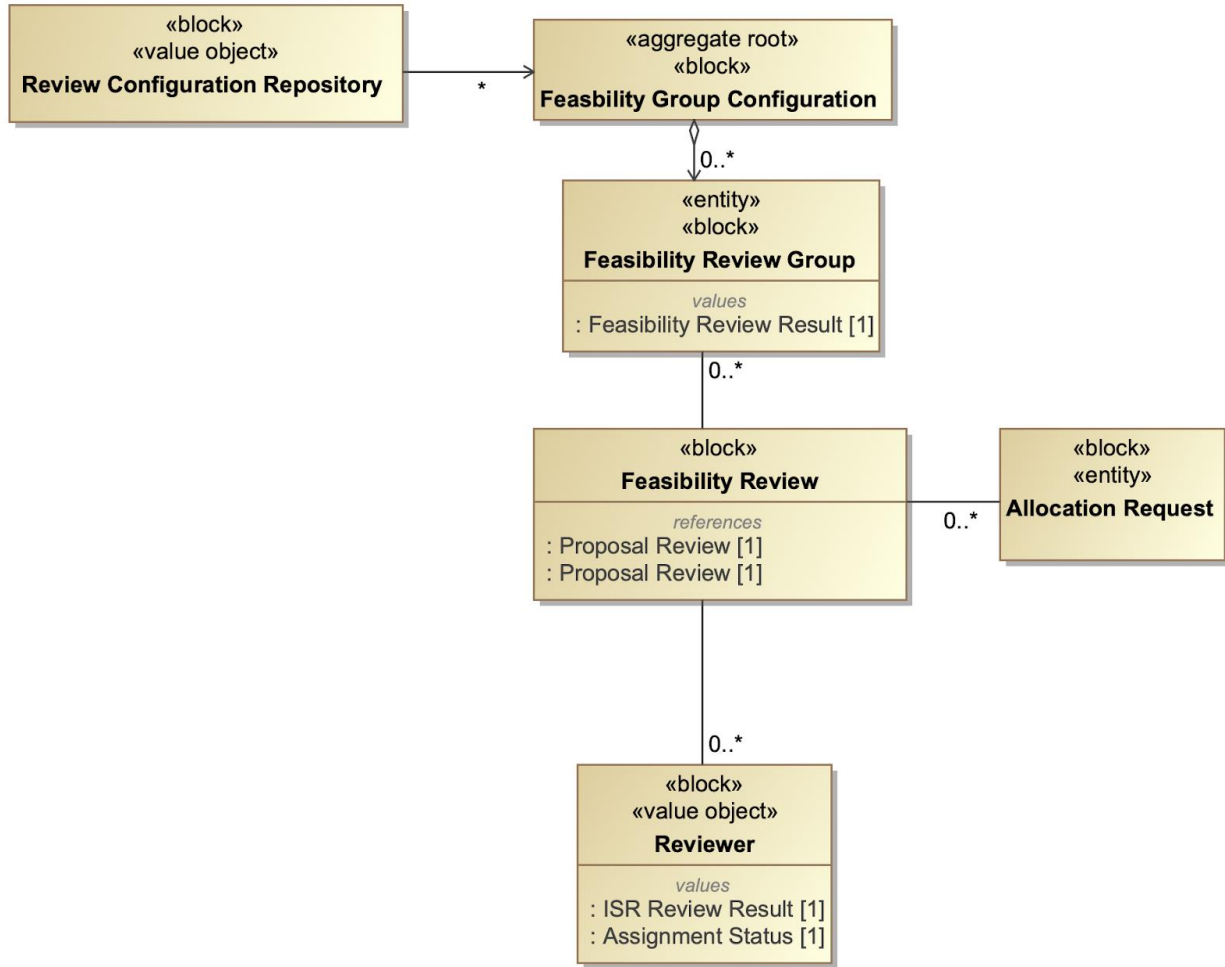 «block»
«value object»
Review Configuration Repository
*
«aggregate root»
«block»
Feasbility Group Configuration
0..*
«entity»
«block»
Feasibility Review Group
values
: Feasibility Review Result [1]
0..*
«block»
Feasibility Review
references
: Proposal Review [1]
: Proposal Review [1]
0..*
«block»
«entity»
Allocation Request
0..*
«block»
«value object»
Reviewer
values
: ISR Review Result [1]
: Assignment Status [1]